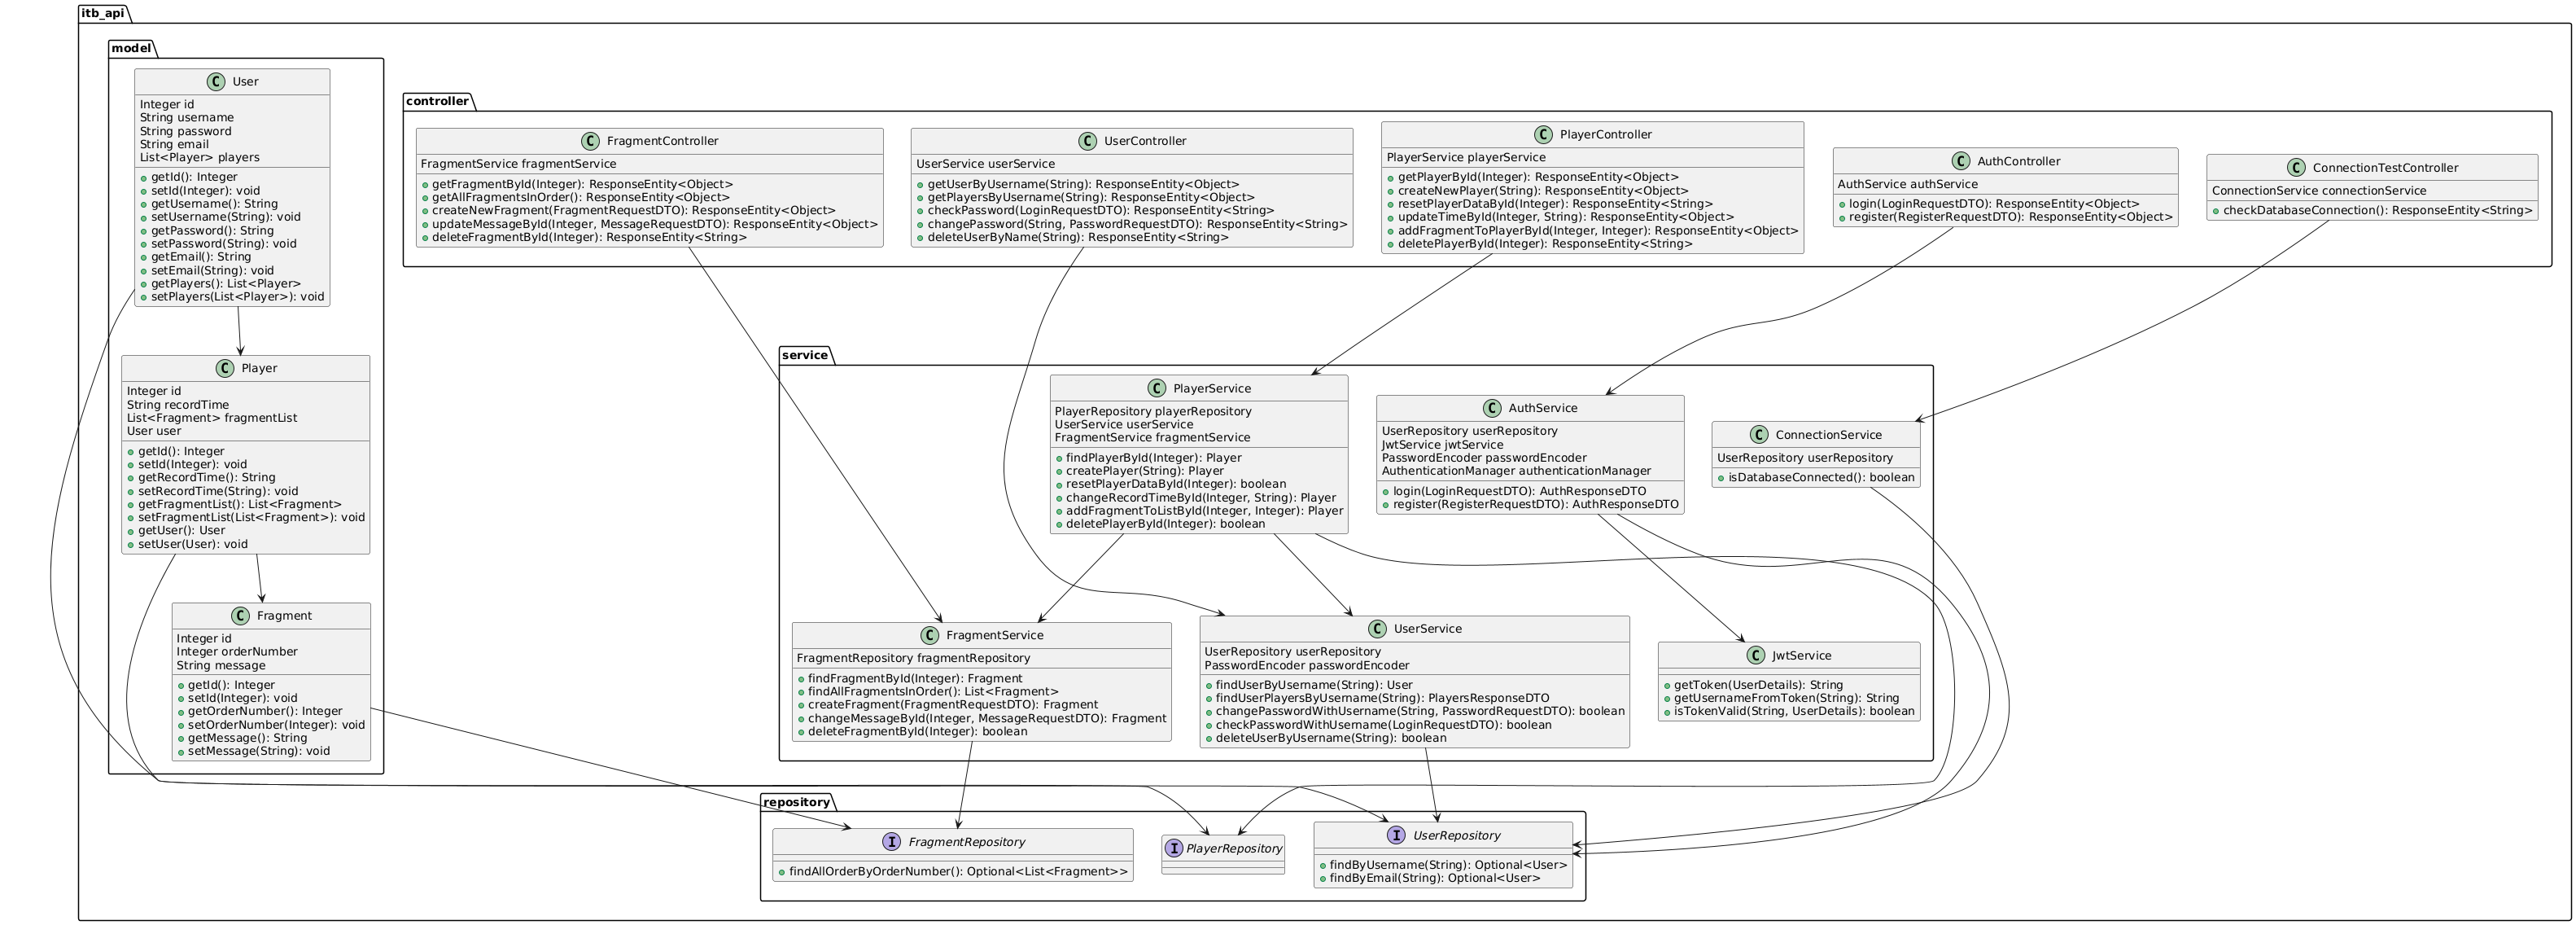 itb_api
model
C User
Integer id
String username
String password
String email
List<Player> players
getId(): Integer
setId(Integer): void
getUsername(): String
setUsername(String): void
getPassword(): String
setPassword(String): void
getEmail(): String
setEmail(String): void
getPlayers(): List<Player>
setPlayers(List<Player>): void
C Player
Integer id
String recordTime
List<Fragment> fragmentList
User user
getId(): Integer
setId(Integer): void
getRecordTime(): String
setRecordTime(String): void
getFragmentList(): List<Fragment>
setFragmentList(List<Fragment>): void
getUser(): User
setUser(User): void
C Fragment
Integer id
Integer orderNumber
String message
getId(): Integer
setId(Integer): void
getOrderNumber(): Integer
setOrderNumber(Integer): void
getMessage(): String
setMessage(String): void
controller
C FragmentController
FragmentService fragmentService
getFragmentById(Integer): ResponseEntity<Object>
getAllFragmentsInOrder(): ResponseEntity<Object>
createNewFragment(FragmentRequestDTO): ResponseEntity<Object>
updateMessageById(Integer, MessageRequestDTO): ResponseEntity<Object>
deleteFragmentById(Integer): ResponseEntity<String>
C UserController
UserService userService
getUserByUsername(String): ResponseEntity<Object>
getPlayersByUsername(String): ResponseEntity<Object>
checkPassword(LoginRequestDTO): ResponseEntity<String>
changePassword(String, PasswordRequestDTO): ResponseEntity<String>
deleteUserByName(String): ResponseEntity<String>
C PlayerController
PlayerService playerService
getPlayerById(Integer): ResponseEntity<Object>
createNewPlayer(String): ResponseEntity<Object>
resetPlayerDataById(Integer): ResponseEntity<String>
updateTimeById(Integer, String): ResponseEntity<Object>
addFragmentToPlayerById(Integer, Integer): ResponseEntity<Object>
deletePlayerById(Integer): ResponseEntity<String>
C AuthController
AuthService authService
login(LoginRequestDTO): ResponseEntity<Object>
register(RegisterRequestDTO): ResponseEntity<Object>
C ConnectionTestController
ConnectionService connectionService
checkDatabaseConnection(): ResponseEntity<String>
service
C PlayerService
PlayerRepository playerRepository
UserService userService
FragmentService fragmentService
findPlayerById(Integer): Player
createPlayer(String): Player
resetPlayerDataById(Integer): boolean
changeRecordTimeById(Integer, String): Player
addFragmentToListById(Integer, Integer): Player
deletePlayerById(Integer): boolean
C AuthService
UserRepository userRepository
JwtService jwtService
PasswordEncoder passwordEncoder
AuthenticationManager authenticationManager
login(LoginRequestDTO): AuthResponseDTO
register(RegisterRequestDTO): AuthResponseDTO
C ConnectionService
UserRepository userRepository
isDatabaseConnected(): boolean
C FragmentService
FragmentRepository fragmentRepository
findFragmentById(Integer): Fragment
findAllFragmentsInOrder(): List<Fragment>
createFragment(FragmentRequestDTO): Fragment
changeMessageById(Integer, MessageRequestDTO): Fragment
deleteFragmentById(Integer): boolean
C UserService
UserRepository userRepository
PasswordEncoder passwordEncoder
findUserByUsername(String): User
findUserPlayersByUsername(String): PlayersResponseDTO
changePasswordWithUsername(String, PasswordRequestDTO): boolean
checkPasswordWithUsername(LoginRequestDTO): boolean
deleteUserByUsername(String): boolean
C JwtService
getToken(UserDetails): String
getUsernameFromToken(String): String
isTokenValid(String, UserDetails): boolean
repository
I FragmentRepository
findAllOrderByOrderNumber(): Optional<List<Fragment>>
I PlayerRepository
I UserRepository
findByUsername(String): Optional<User>
findByEmail(String): Optional<User>